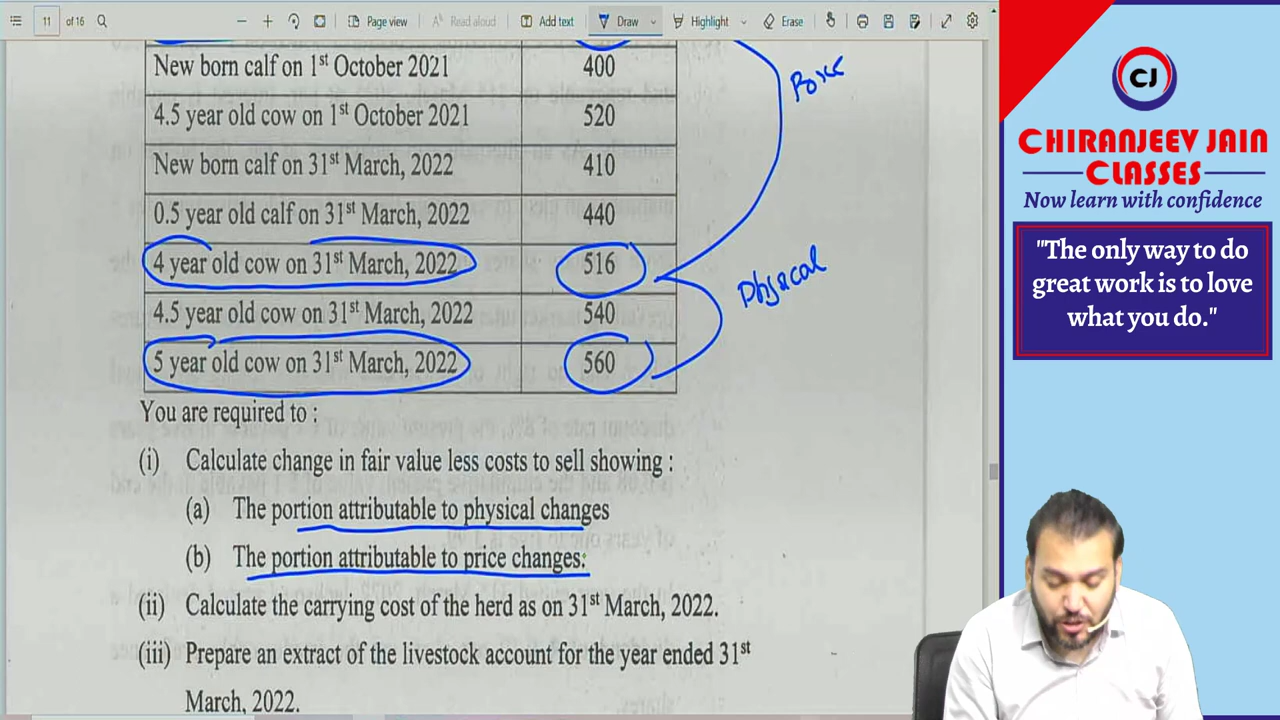 11 of 16
Page view
Read aloud
Add text
Draw
Highlight
Erase
New born calf on 1st October 2021 400
4.5 year old cow on 1st October 2021 520
New born calf on 31st March, 2022 410
0.5 year old calf on 31st March, 2022 440
4 year old cow on 31st March, 2022 516
4.5 year old cow on 31st March, 2022 540
5 year old cow on 31st March, 2022 560
Physical
You are required to :
(i) Calculate change in fair value less costs to sell showing :
(a) The portion attributable to physical changes
(b) The portion attributable to price changes:
(ii) Calculate the carrying cost of the herd as on 31st March, 2022.
(iii) Prepare an extract of the livestock account for the year ended 31st
March, 2022.
CJ
CHIRANJEEV JAIN
CLASSES
Now learn with confidence
"The only way to do
great work is to love
what you do."